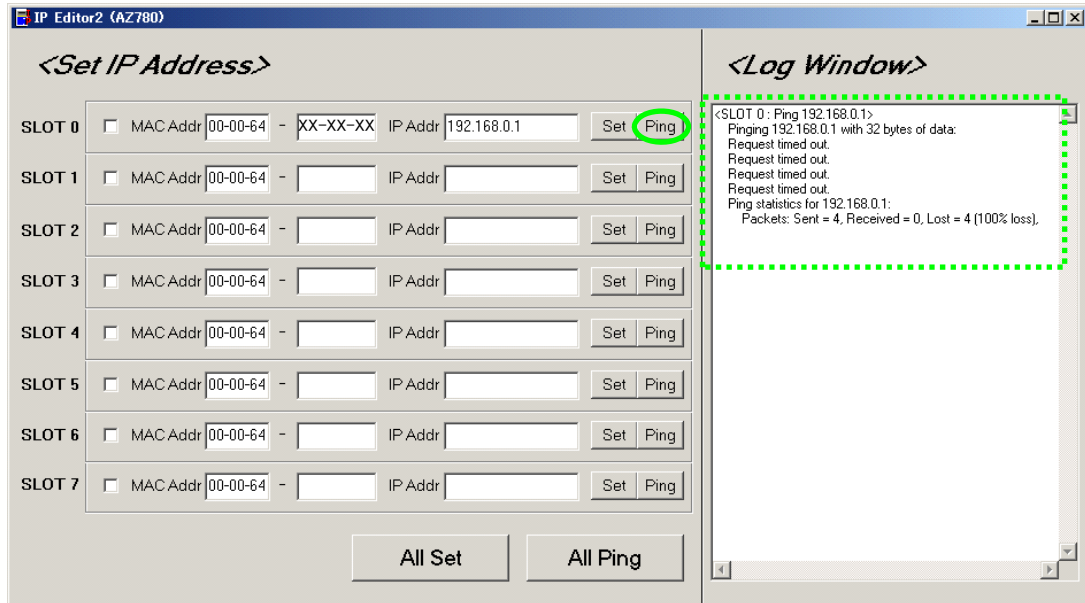 IP Editor2 (AZ780)
<Set IP Address>
SLOT 0 MAC Addr 00-00-64 - XX-XX-XX IP Addr 192.168.0.1 Set Ping
SLOT 1 MAC Addr 00-00-64 - IP Addr Set Ping
SLOT 2 MAC Addr 00-00-64 - IP Addr Set Ping
SLOT 3 MAC Addr 00-00-64 - IP Addr Set Ping
SLOT 4 MAC Addr 00-00-64 - IP Addr Set Ping
SLOT 5 MAC Addr 00-00-64 - IP Addr Set Ping
SLOT 6 MAC Addr 00-00-64 - IP Addr Set Ping
SLOT 7 MAC Addr 00-00-64 - IP Addr Set Ping
All Set All Ping
<Log Window>
<SLOT 0 : Ping 192.168.0.1>
Pinging 192.168.0.1 with 32 bytes of data:
Request timed out.
Request timed out.
Request timed out.
Request timed out.
Ping statistics for 192.168.0.1:
Packets: Sent = 4, Received = 0, Lost = 4 (100% loss),